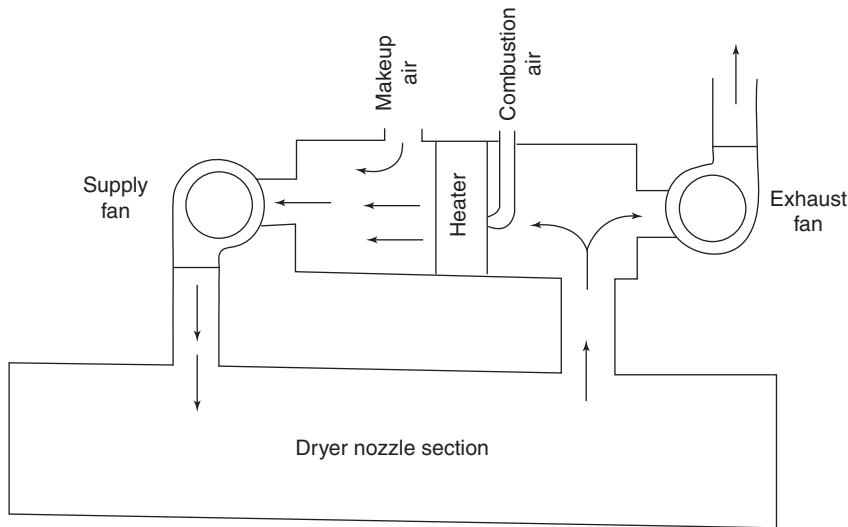 Makeup
air
Combustion
air
Supply
fan
Heater
Exhaust
fan
Dryer nozzle section